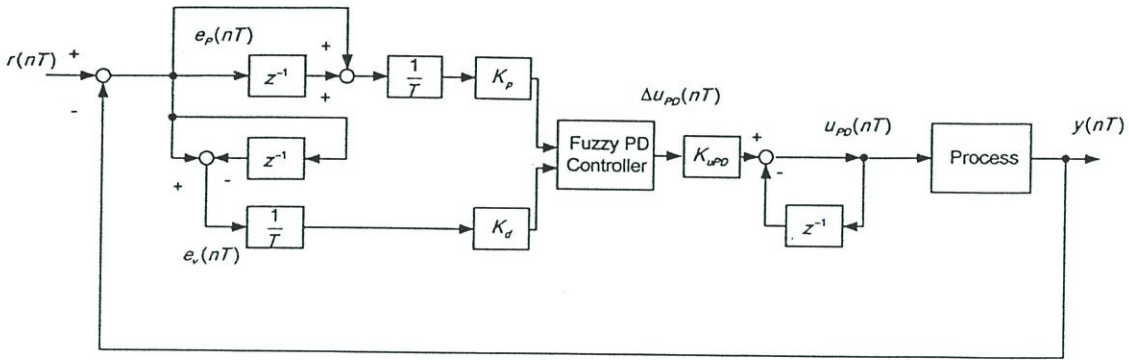 e_P(nT)
r(nT)
+
-
z⁻¹
+
+
1
T
K_p
z⁻¹
+
-
1
T
e_v(nT)
K_d
Fuzzy PD
Controller
Δu_PD(nT)
K_uPD
+
-
u_PD(nT)
z⁻¹
Process
y(nT)